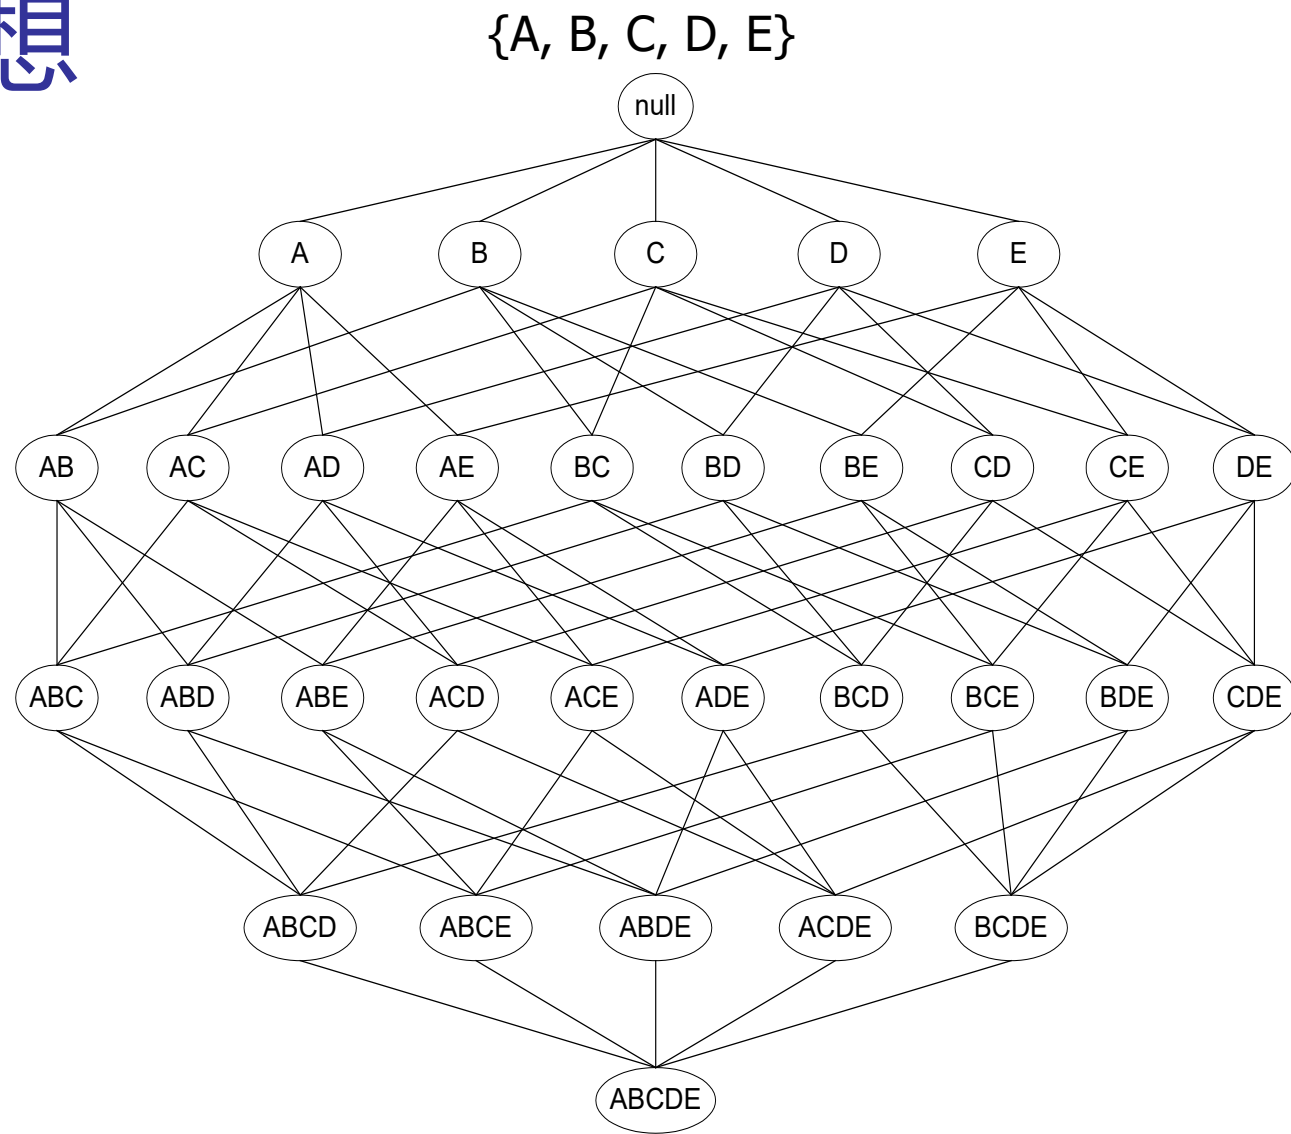 想
{A, B, C, D, E}
null
A B C D E
AB AC AD AE BC BD BE CD CE DE
ABC ABD ABE ACD ACE ADE BCD BCE BDE CDE
ABCD ABCE ABDE ACDE BCDE
ABCDE